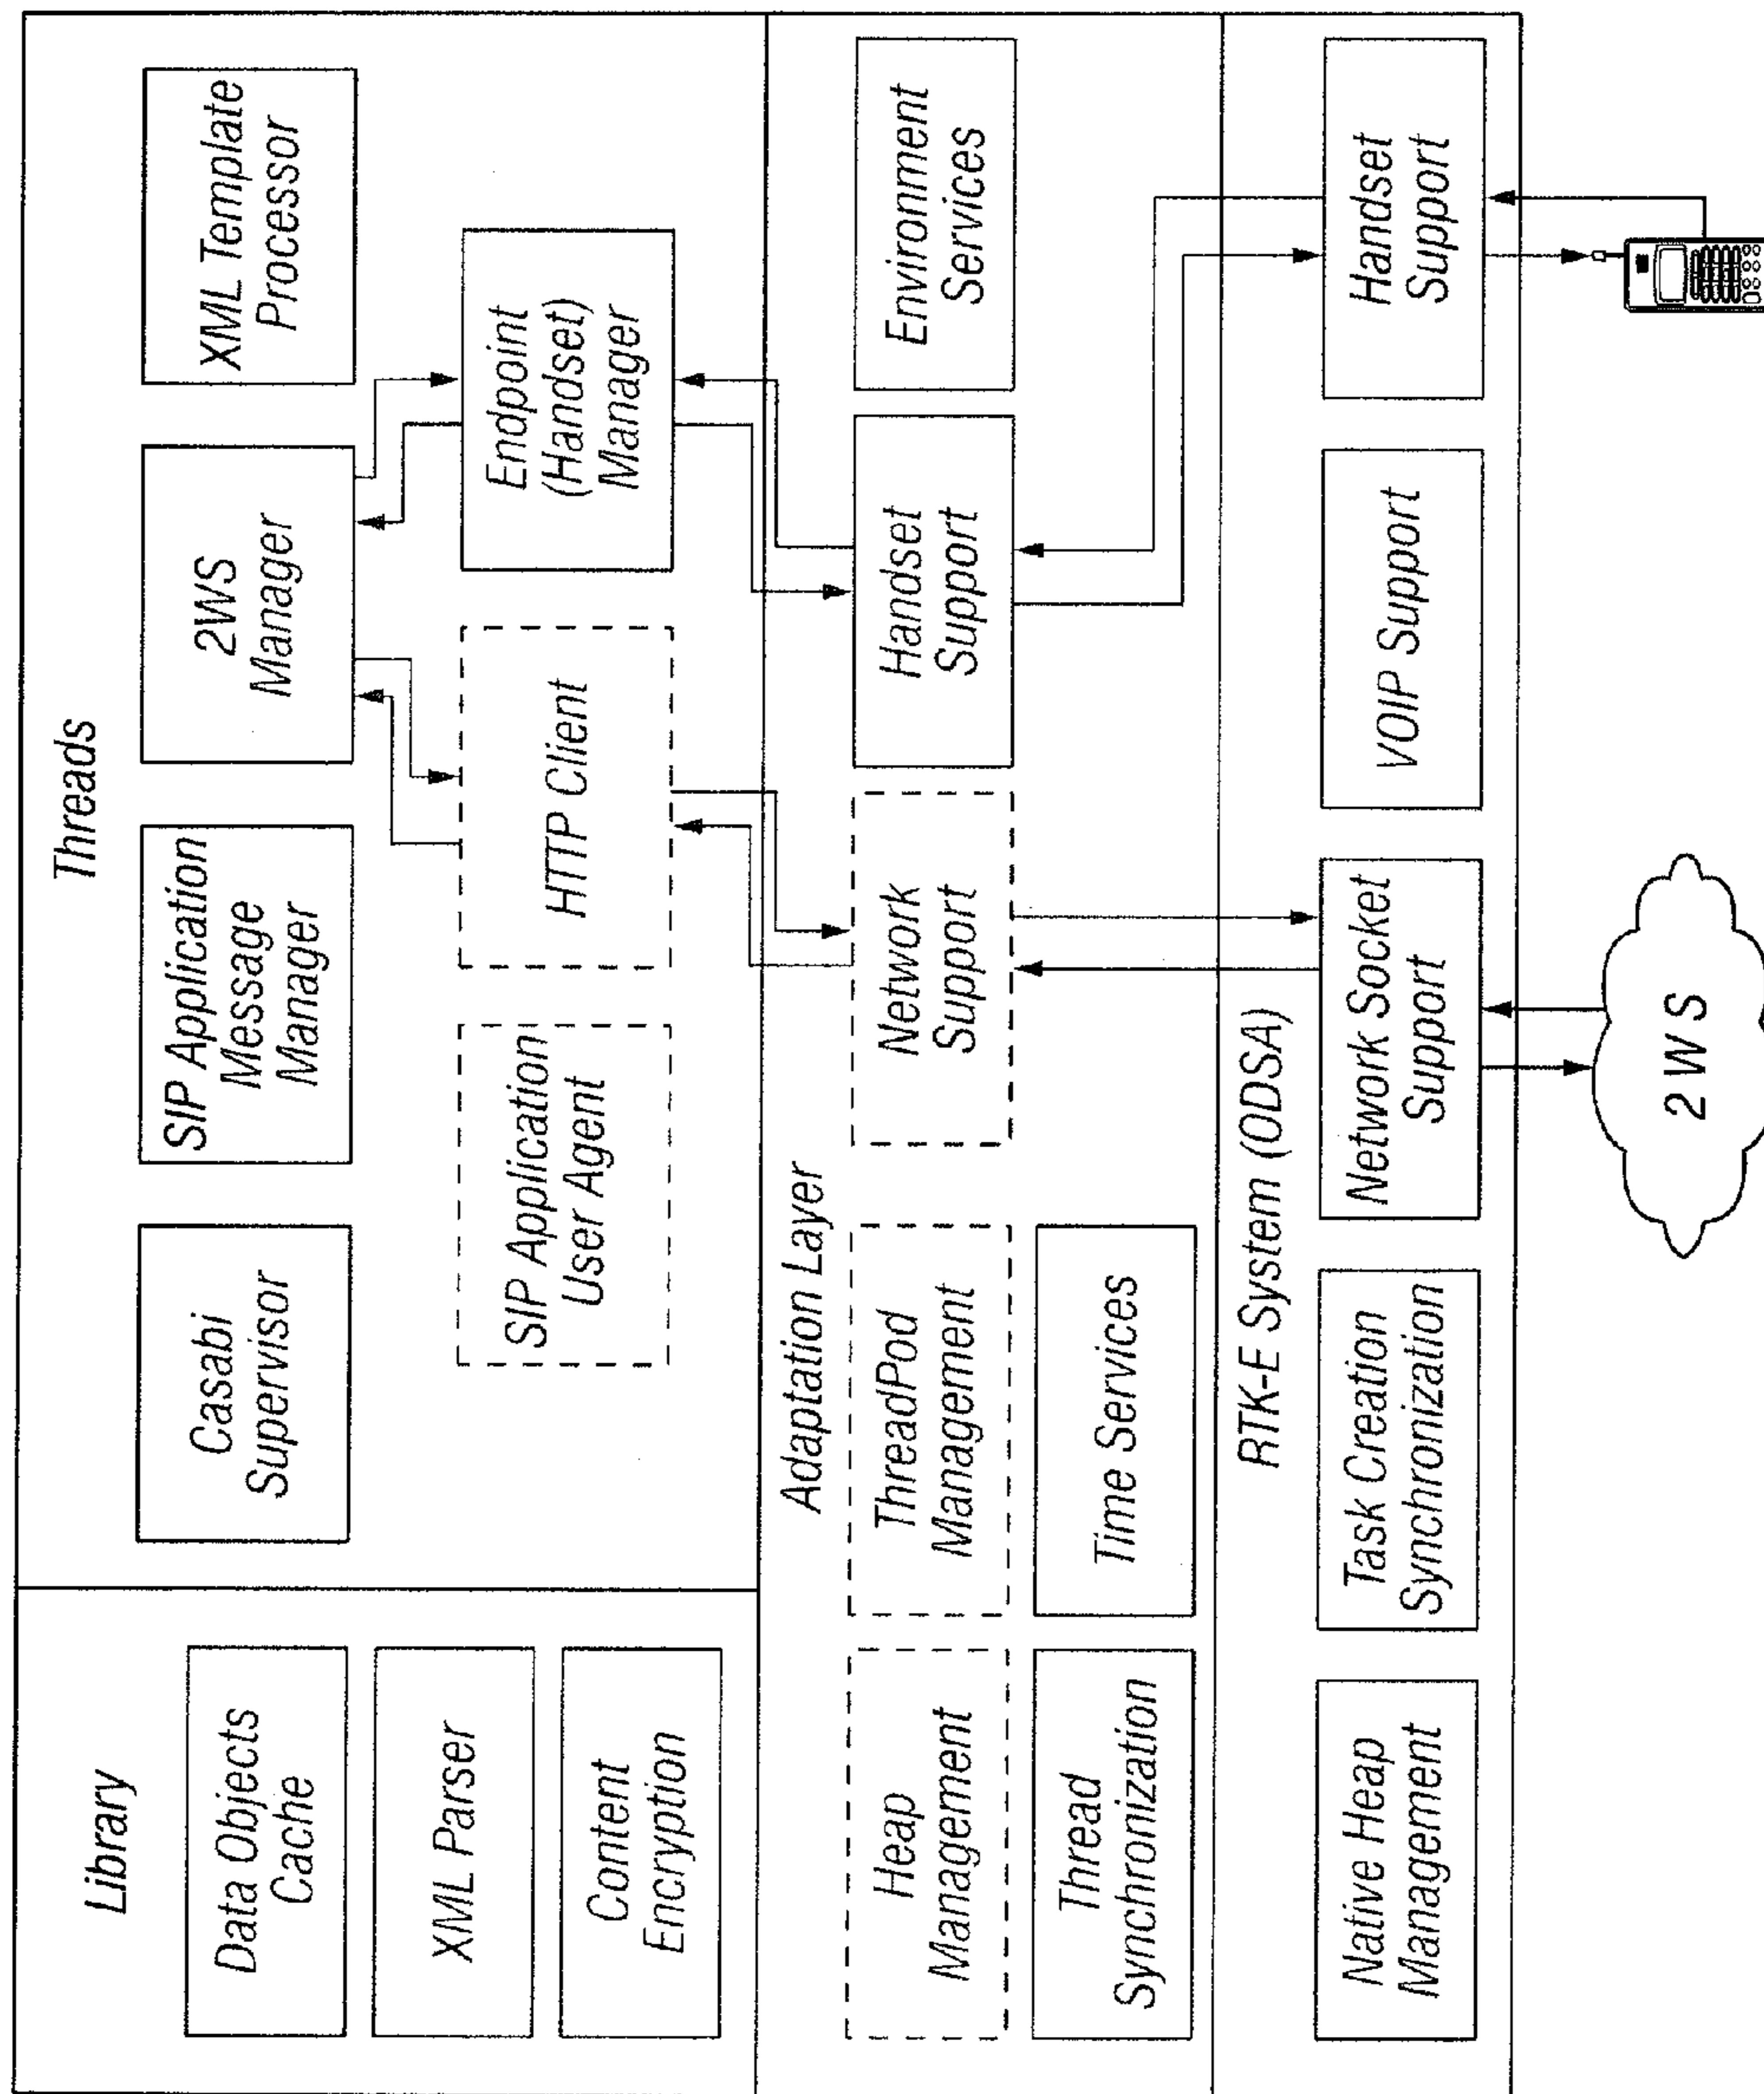 Library
Data Objects
Cache
XML Parser
Content
Encryption
Threads
Casabi
Supervisor
SIP Application
Message
Manager
2WS
Manager
XML Template
Processor
SIP Application
User Agent
HTTP Client
Endpoint
(Handset)
Manager
Adaptation Layer
Heap
Management
ThreadPod
Management
Network
Support
Handset
Support
Environment
Services
Thread
Synchronization
Time Services
RTK-E System (ODSA)
Native Heap
Management
Task Creation
Synchronization
Network Socket
Support
VOIP Support
Handset
Support
2 W S